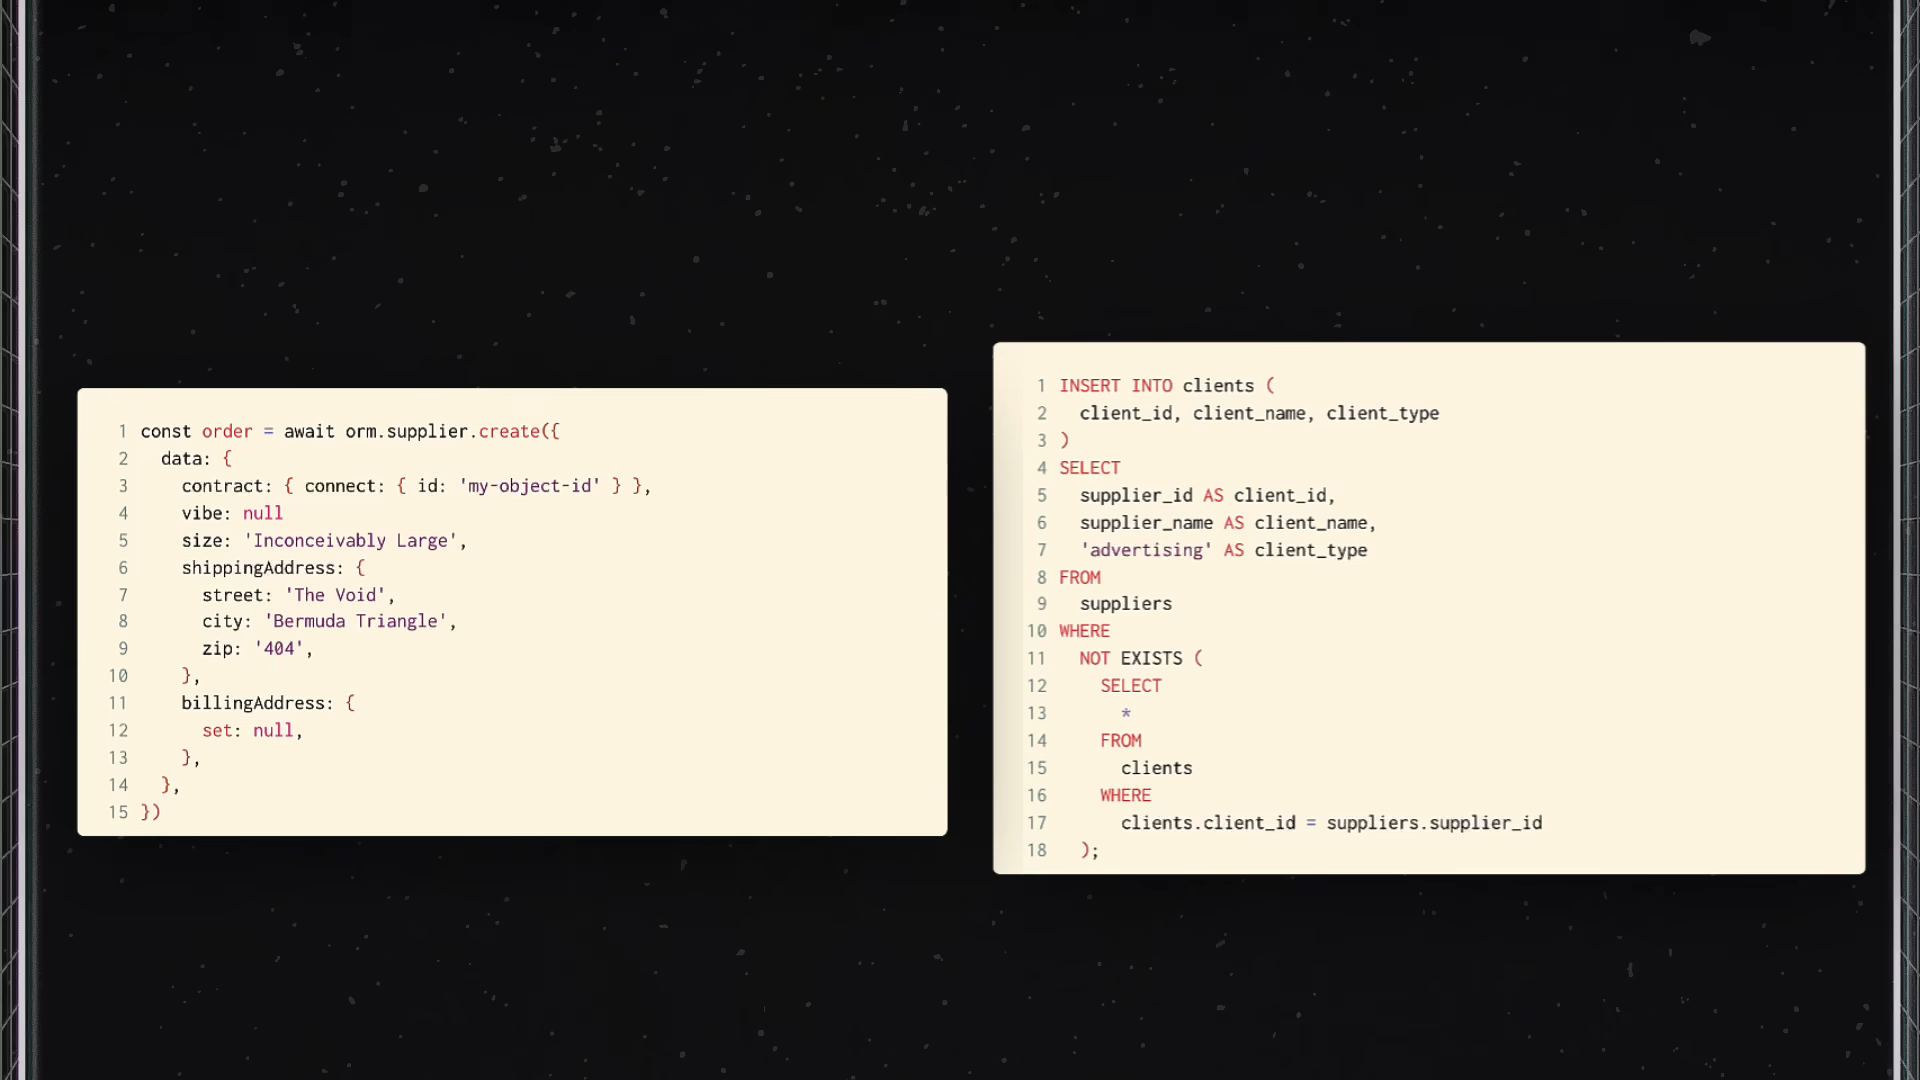 1 const order = await orm.supplier.create({
2   data: {
3     contract: { connect: { id: 'my-object-id' } },
4     vibe: null
5     size: 'Inconceivably Large',
6     shippingAddress: {
7       street: 'The Void',
8       city: 'Bermuda Triangle',
9       zip: '404',
10     },
11     billingAddress: {
12       set: null,
13     },
14   },
15 })
1 INSERT INTO clients (
2   client_id, client_name, client_type
3 )
4 SELECT
5   supplier_id AS client_id,
6   supplier_name AS client_name,
7   'advertising' AS client_type
8 FROM
9   suppliers
10 WHERE
11   NOT EXISTS (
12     SELECT
13       *
14     FROM
15       clients
16     WHERE
17       clients.client_id = suppliers.supplier_id
18   );